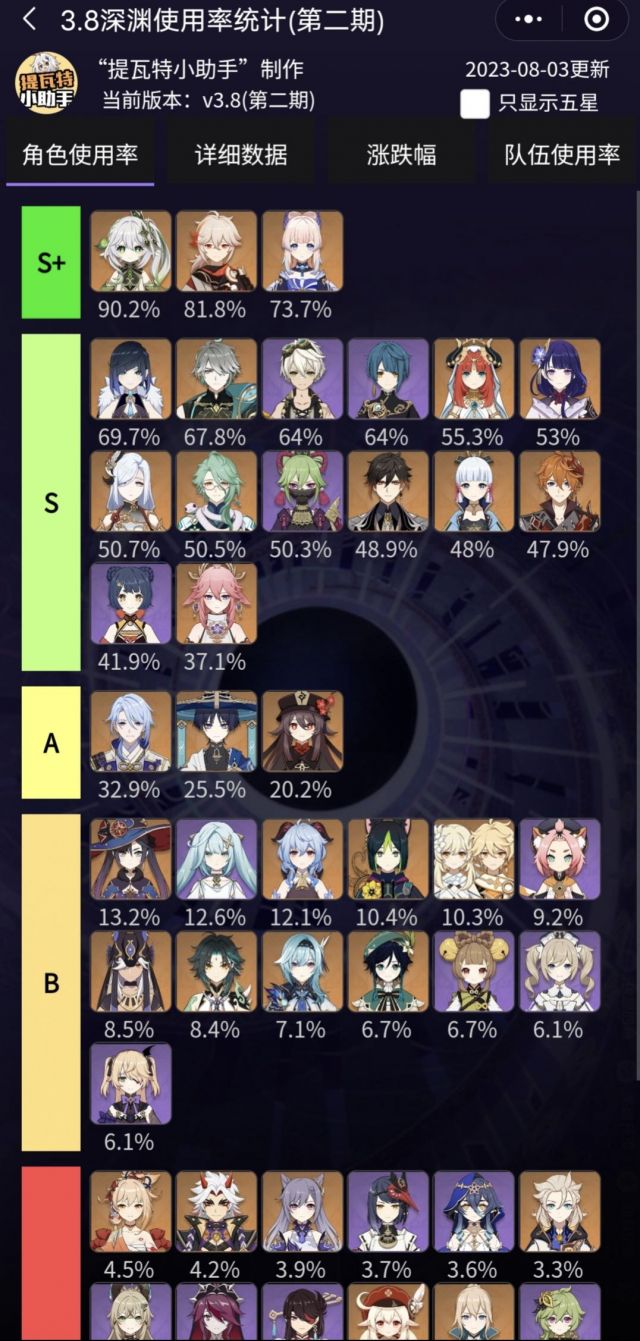 3.8深渊使用率统计(第二期)
“提瓦特小助手”制作
2023-08-03更新
提瓦特
小助手
当前版本：v3.8(第二期)
只显示五星
角色使用率 详细数据 涨跌幅 队伍使用率
S+
90.2% 81.8% 73.7%
69.7% 67.8% 64% 64% 55.3% 53%
S
50.7% 50.5% 50.3% 48.9% 48% 47.9%
41.9% 37.1%
A
32.9% 25.5% 20.2%
13.2% 12.6% 12.1% 10.4% 10.3% 9.2%
B
8.5% 8.4% 7.1% 6.7% 6.7% 6.1%
6.1%
4.5% 4.2% 3.9% 3.7% 3.6% 3.3%